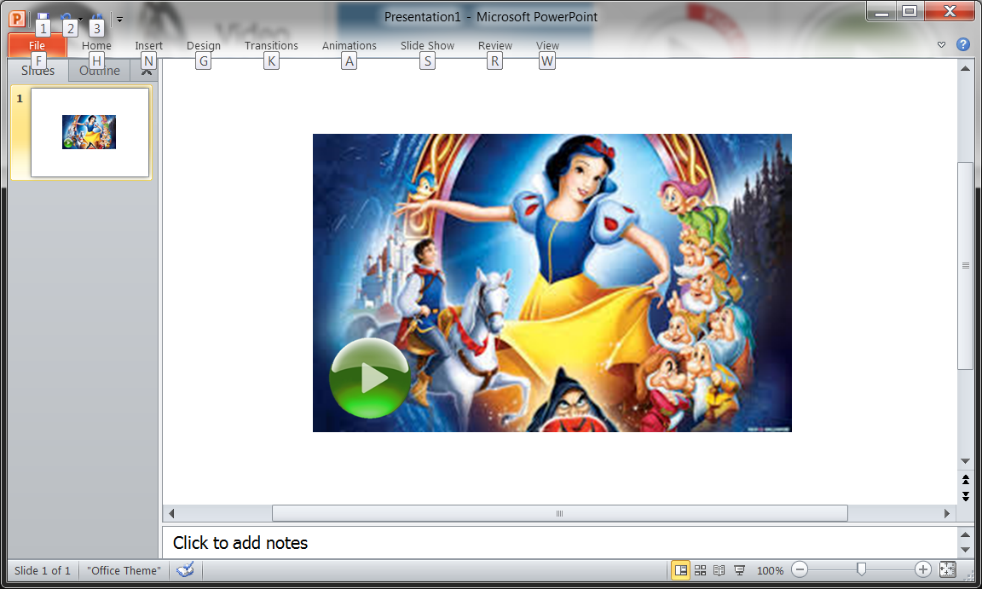 Presentation1 - Microsoft PowerPoint
1 2 3
File Home Insert Design Transitions Animations Slide Show Review View
F H N G K A S R W
Slides Outline
1
Click to add notes
Slide 1 of 1 "Office Theme" 100%